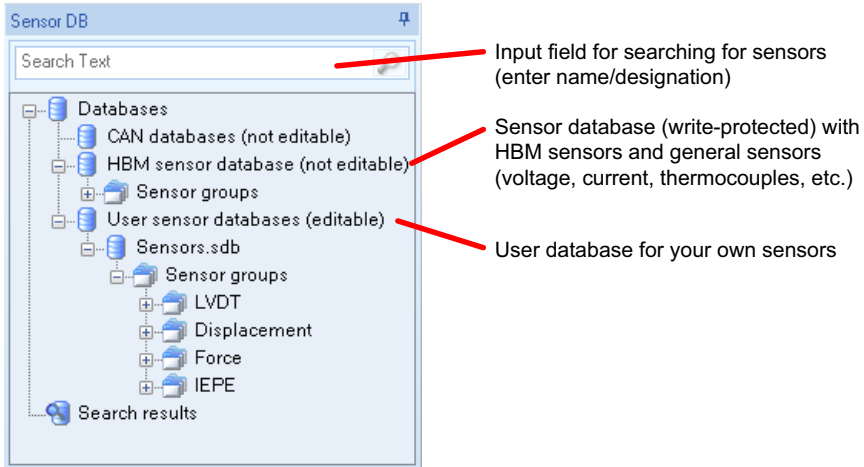 Sensor DB
Search Text
Databases
CAN databases (not editable)
HBM sensor database (not editable)
Sensor groups
User sensor databases (editable)
Sensors.sdb
Sensor groups
LVDT
Displacement
Force
IEPE
Search results
Input field for searching for sensors
(enter name/designation)
Sensor database (write-protected) with
HBM sensors and general sensors
(voltage, current, thermocouples, etc.)
User database for your own sensors